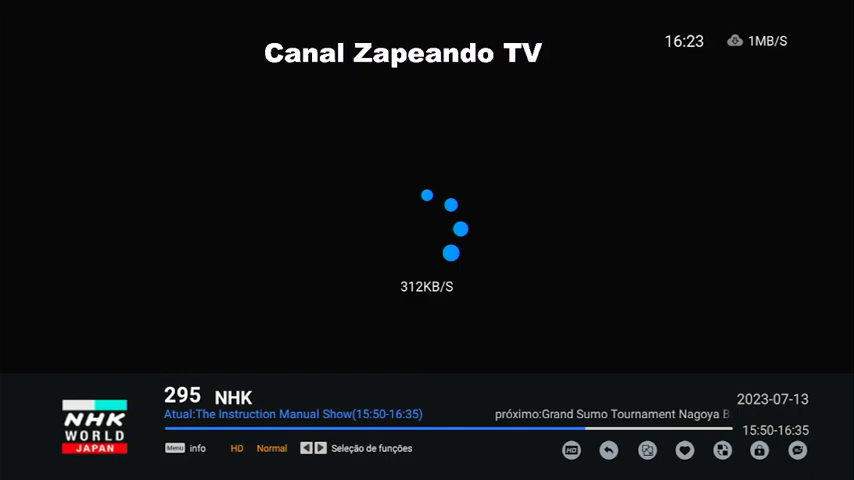 Canal Zapeando TV
16:23
1MB/S
312KB/S
295 NHK
2023-07-13
Atual:The Instruction Manual Show(15:50-16:35)
próximo:Grand Sumo Tournament Nagoya B
15:50-16:35
NHK
WORLD
JAPAN
Menu info HD Normal Seleção de funções
HD